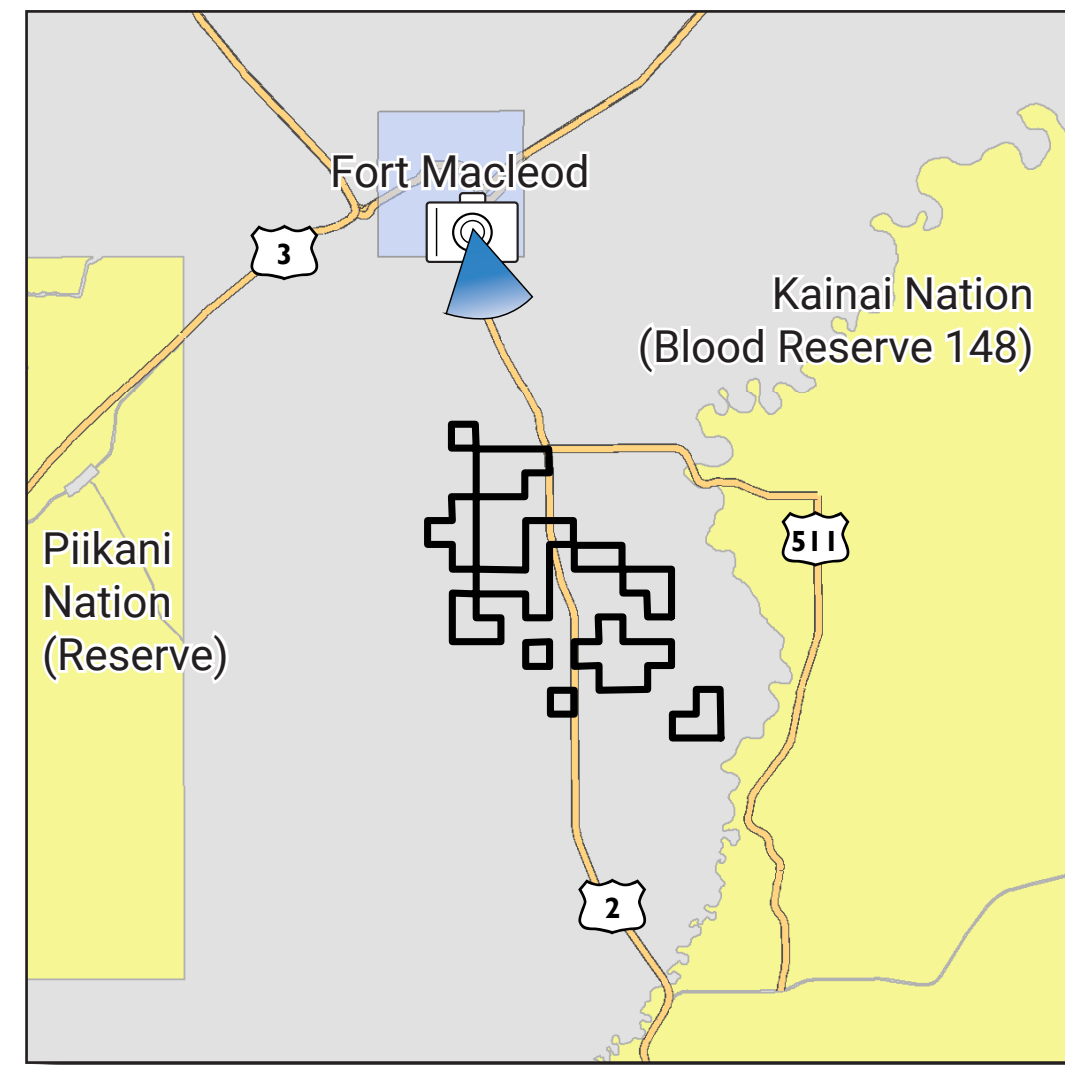 Fort Macleod
3
Kainai Nation
(Blood Reserve 148)
511
Piikani
Nation
(Reserve)
2